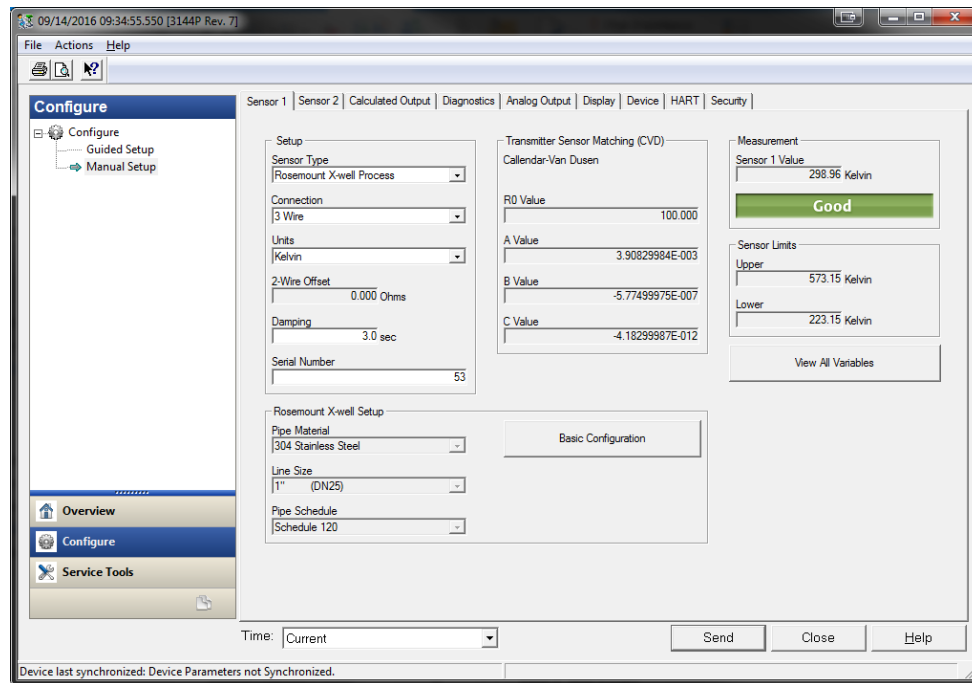 09/14/2016 09:34:55.550 [3144P Rev. 7]
File Actions Help
Configure
Configure
Guided Setup
Manual Setup
Overview
Configure
Service Tools
Sensor 1 Sensor 2 Calculated Output Diagnostics Analog Output Display Device HART Security
Setup
Sensor Type
Rosemount X-well Process
Connection
3 Wire
Units
Kelvin
2-Wire Offset
0.000 Ohms
Damping
3.0 sec
Serial Number
53
Transmitter Sensor Matching (CVD)
Callendar-Van Dusen
R0 Value
100.000
A Value
3.90829984E-003
B Value
-5.77499975E-007
C Value
-4.18299987E-012
Measurement
Sensor 1 Value
298.96 Kelvin
Good
Sensor Limits
Upper
573.15 Kelvin
Lower
223.15 Kelvin
View All Variables
Rosemount X-well Setup
Pipe Material
304 Stainless Steel
Line Size
1" (DN25)
Pipe Schedule
Schedule 120
Basic Configuration
Time: Current
Send Close Help
Device last synchronized: Device Parameters not Synchronized.